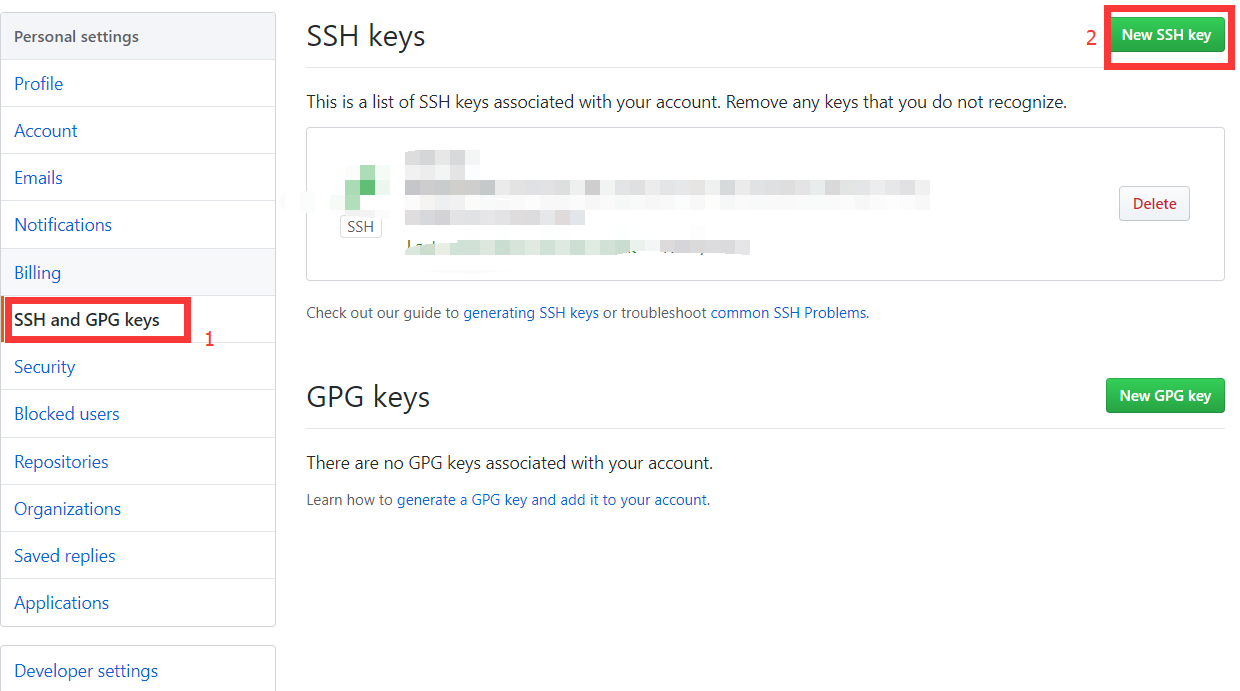 Personal settings
Profile
Account
Emails
Notifications
Billing
SSH and GPG keys
1
Security
Blocked users
Repositories
Organizations
Saved replies
Applications
Developer settings
SSH keys
2
New SSH key
This is a list of SSH keys associated with your account. Remove any keys that you do not recognize.
SSH
Delete
Check out our guide to generating SSH keys or troubleshoot common SSH Problems.
GPG keys
New GPG key
There are no GPG keys associated with your account.
Learn how to generate a GPG key and add it to your account.